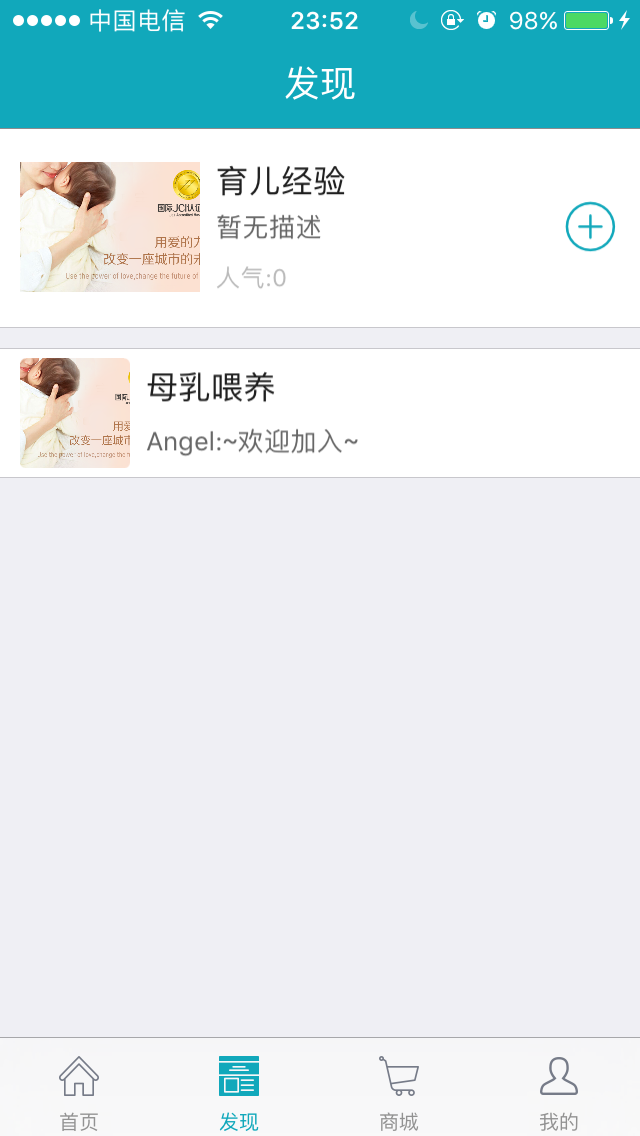 中国电信
23:52
98%
发现
国际JCI认证
用爱的力
改变一座城市的未
Use the power of love,change the future of
育儿经验
暂无描述
人气:0
用爱
改变一座城市
Use the power of love,change the
母乳喂养
Angel:~欢迎加入~
首页
发现
商城
我的